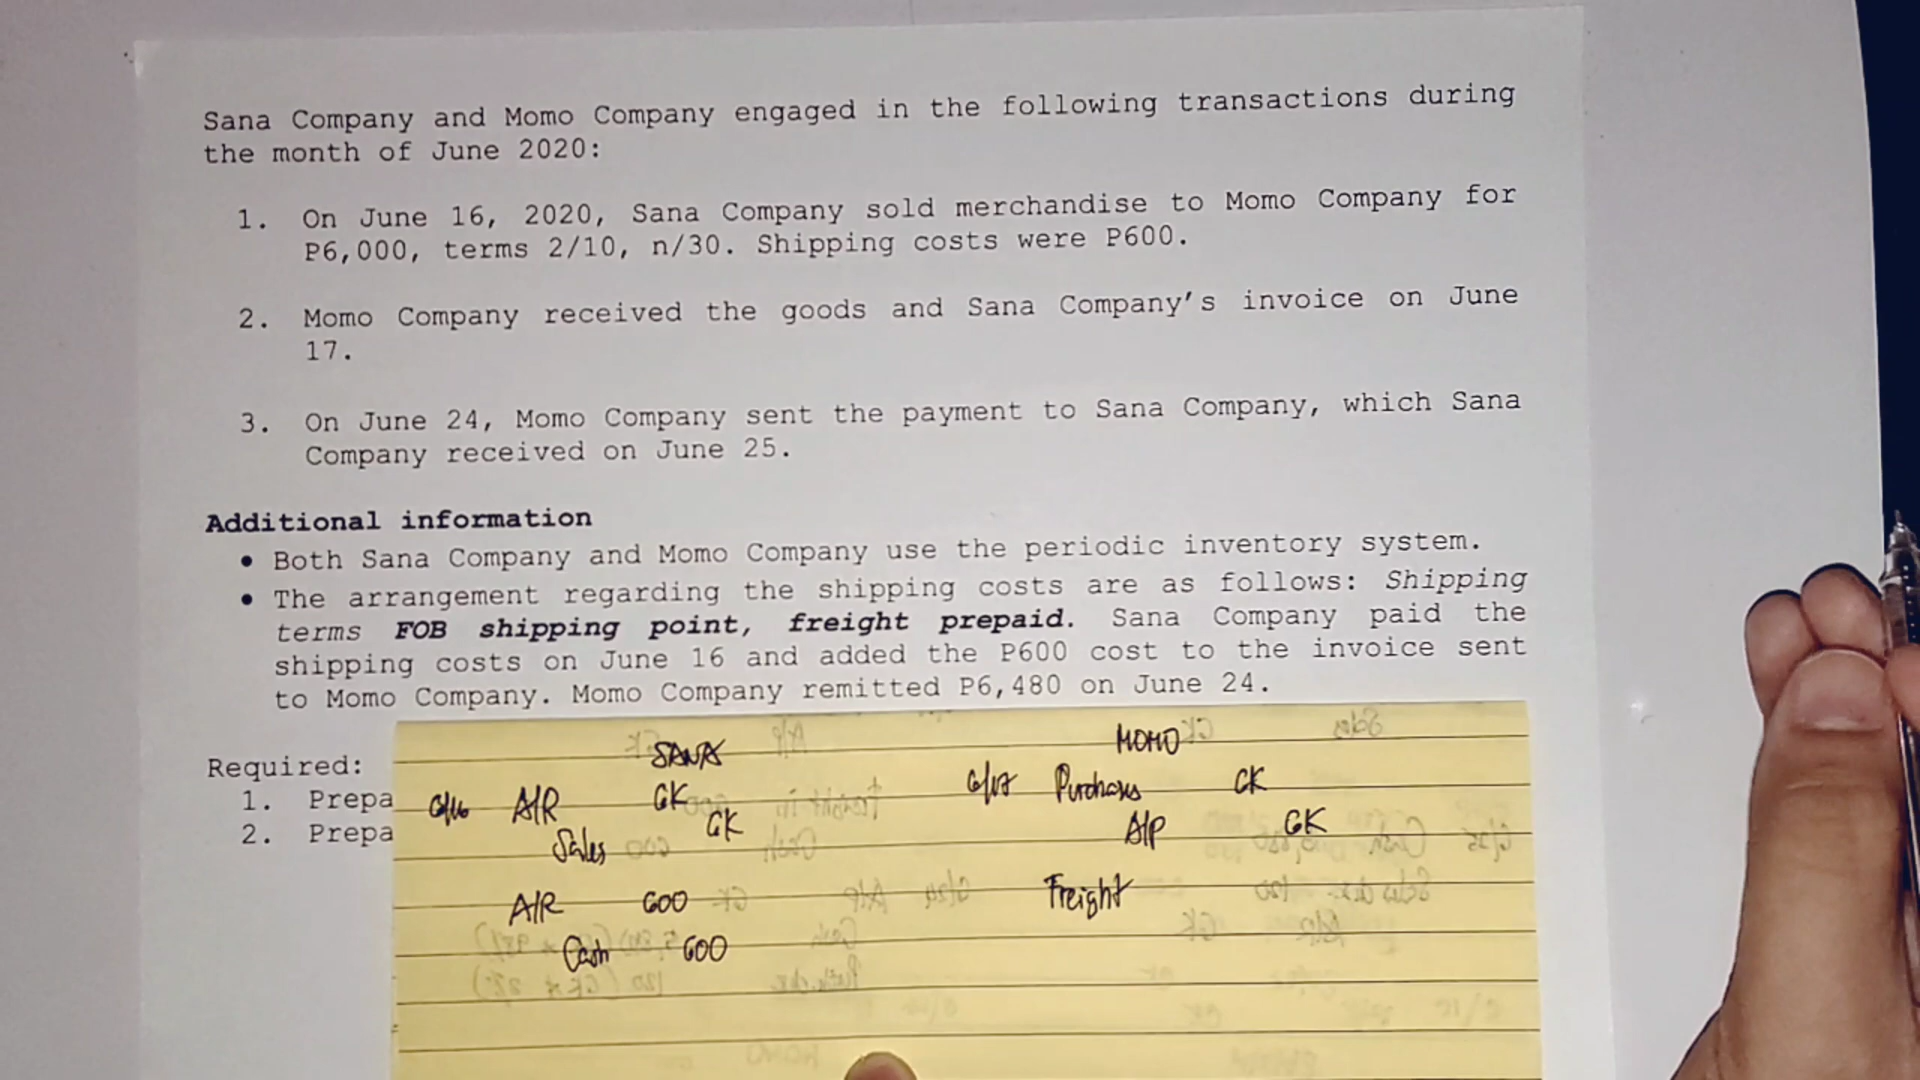 Sana Company and Momo Company engaged in the following transactions during
the month of June 2020:
1. On June 16, 2020, Sana Company sold merchandise to Momo Company for
P6,000, terms 2/10, n/30. Shipping costs were P600.
2. Momo Company received the goods and Sana Company's invoice on June
17.
3. On June 24, Momo Company sent the payment to Sana Company, which Sana
Company received on June 25.
Additional information
• Both Sana Company and Momo Company use the periodic inventory system.
• The arrangement regarding the shipping costs are as follows: Shipping
terms FOB shipping point, freight prepaid. Sana Company paid the
shipping costs on June 16 and added the P600 cost to the invoice sent
to Momo Company. Momo Company remitted P6,480 on June 24.
Required:
1. Prepa
2. Prepa
SANA
6/16 A/R 6K
Sales 6K
A/R 600
Cash 600
MOMO
6/17 Purchases 6K
A/P 6K
Freight